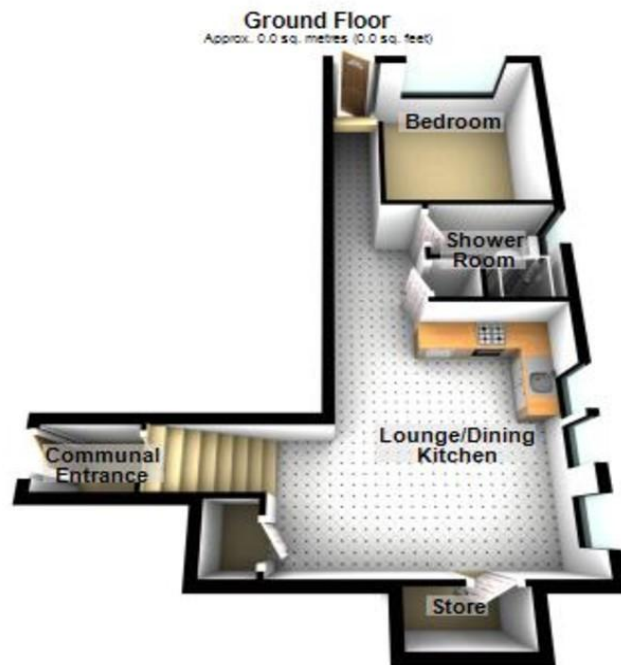 Ground Floor
Approx. 0.0 sq. metres (0.0 sq. feet)
Bedroom
Shower
Room
Lounge/Dining
Kitchen
Communal
Entrance
Store